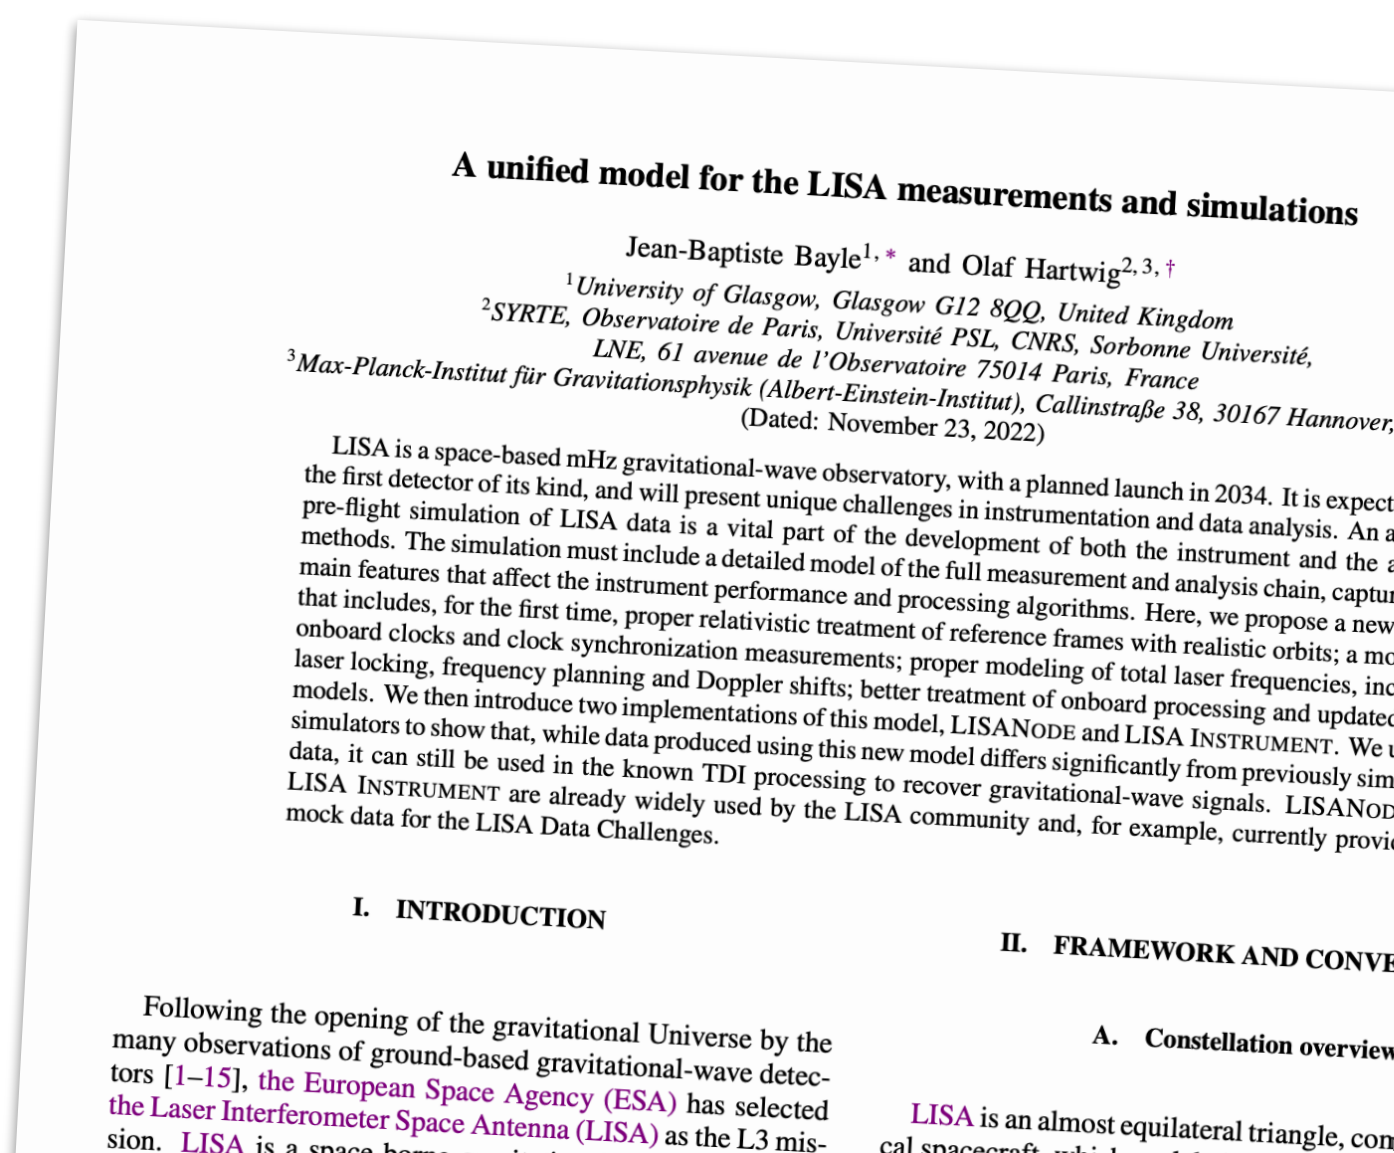 A unified model for the LISA measurements and simulations
Jean-Baptiste Bayle1, * and Olaf Hartwig2, 3, †
1University of Glasgow, Glasgow G12 8QQ, United Kingdom
2SYRTE, Observatoire de Paris, Université PSL, CNRS, Sorbonne Université,
LNE, 61 avenue de l'Observatoire 75014 Paris, France
3Max-Planck-Institut für Gravitationsphysik (Albert-Einstein-Institut), Callinstraße 38, 30167 Hannover,
(Dated: November 23, 2022)
LISA is a space-based mHz gravitational-wave observatory, with a planned launch in 2034. It is expect
the first detector of its kind, and will present unique challenges in instrumentation and data analysis. An a
pre-flight simulation of LISA data is a vital part of the development of both the instrument and the a
methods. The simulation must include a detailed model of the full measurement and analysis chain, captur
main features that affect the instrument performance and processing algorithms. Here, we propose a new
that includes, for the first time, proper relativistic treatment of reference frames with realistic orbits; a mo
onboard clocks and clock synchronization measurements; proper modeling of total laser frequencies, inc
laser locking, frequency planning and Doppler shifts; better treatment of onboard processing and updated
models. We then introduce two implementations of this model, LISANODE and LISA INSTRUMENT. We u
simulators to show that, while data produced using this new model differs significantly from previously sim
data, it can still be used in the known TDI processing to recover gravitational-wave signals. LISANOD
LISA INSTRUMENT are already widely used by the LISA community and, for example, currently provi
mock data for the LISA Data Challenges.
I. INTRODUCTION
Following the opening of the gravitational Universe by the
many observations of ground-based gravitational-wave detec-
tors [1–15], the European Space Agency (ESA) has selected
the Laser Interferometer Space Antenna (LISA) as the L3 mis-
sion. LISA is a space
II. FRAMEWORK AND CONVE
A. Constellation overview
LISA is an almost equilateral triangle, com
cal spacecraft,